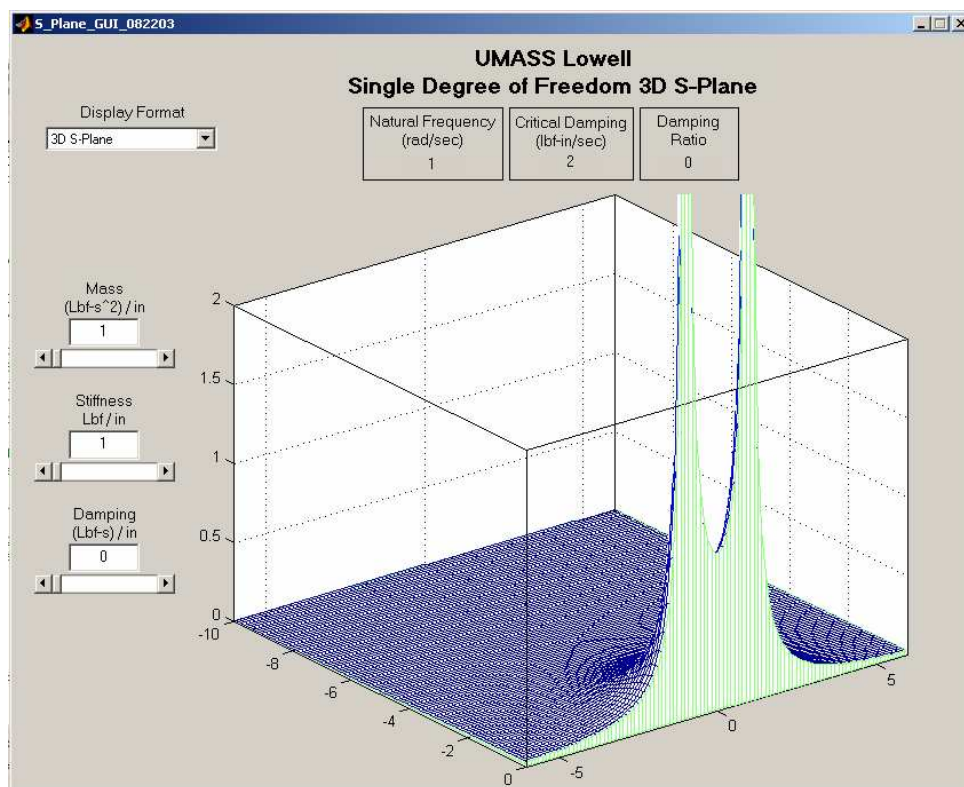 S_Plane_GUI_082203
UMASS Lowell
Single Degree of Freedom 3D S-Plane
Display Format
3D S-Plane
Natural Frequency
(rad/sec)
1
Critical Damping
(lbf-in/sec)
2
Damping
Ratio
0
Mass
(Lbf-s^2) / in
1
Stiffness
Lbf / in
1
Damping
(Lbf-s) / in
0
2
1.5
1
0.5
0
-10
-8
-6
-4
-2
0
-5
0
5